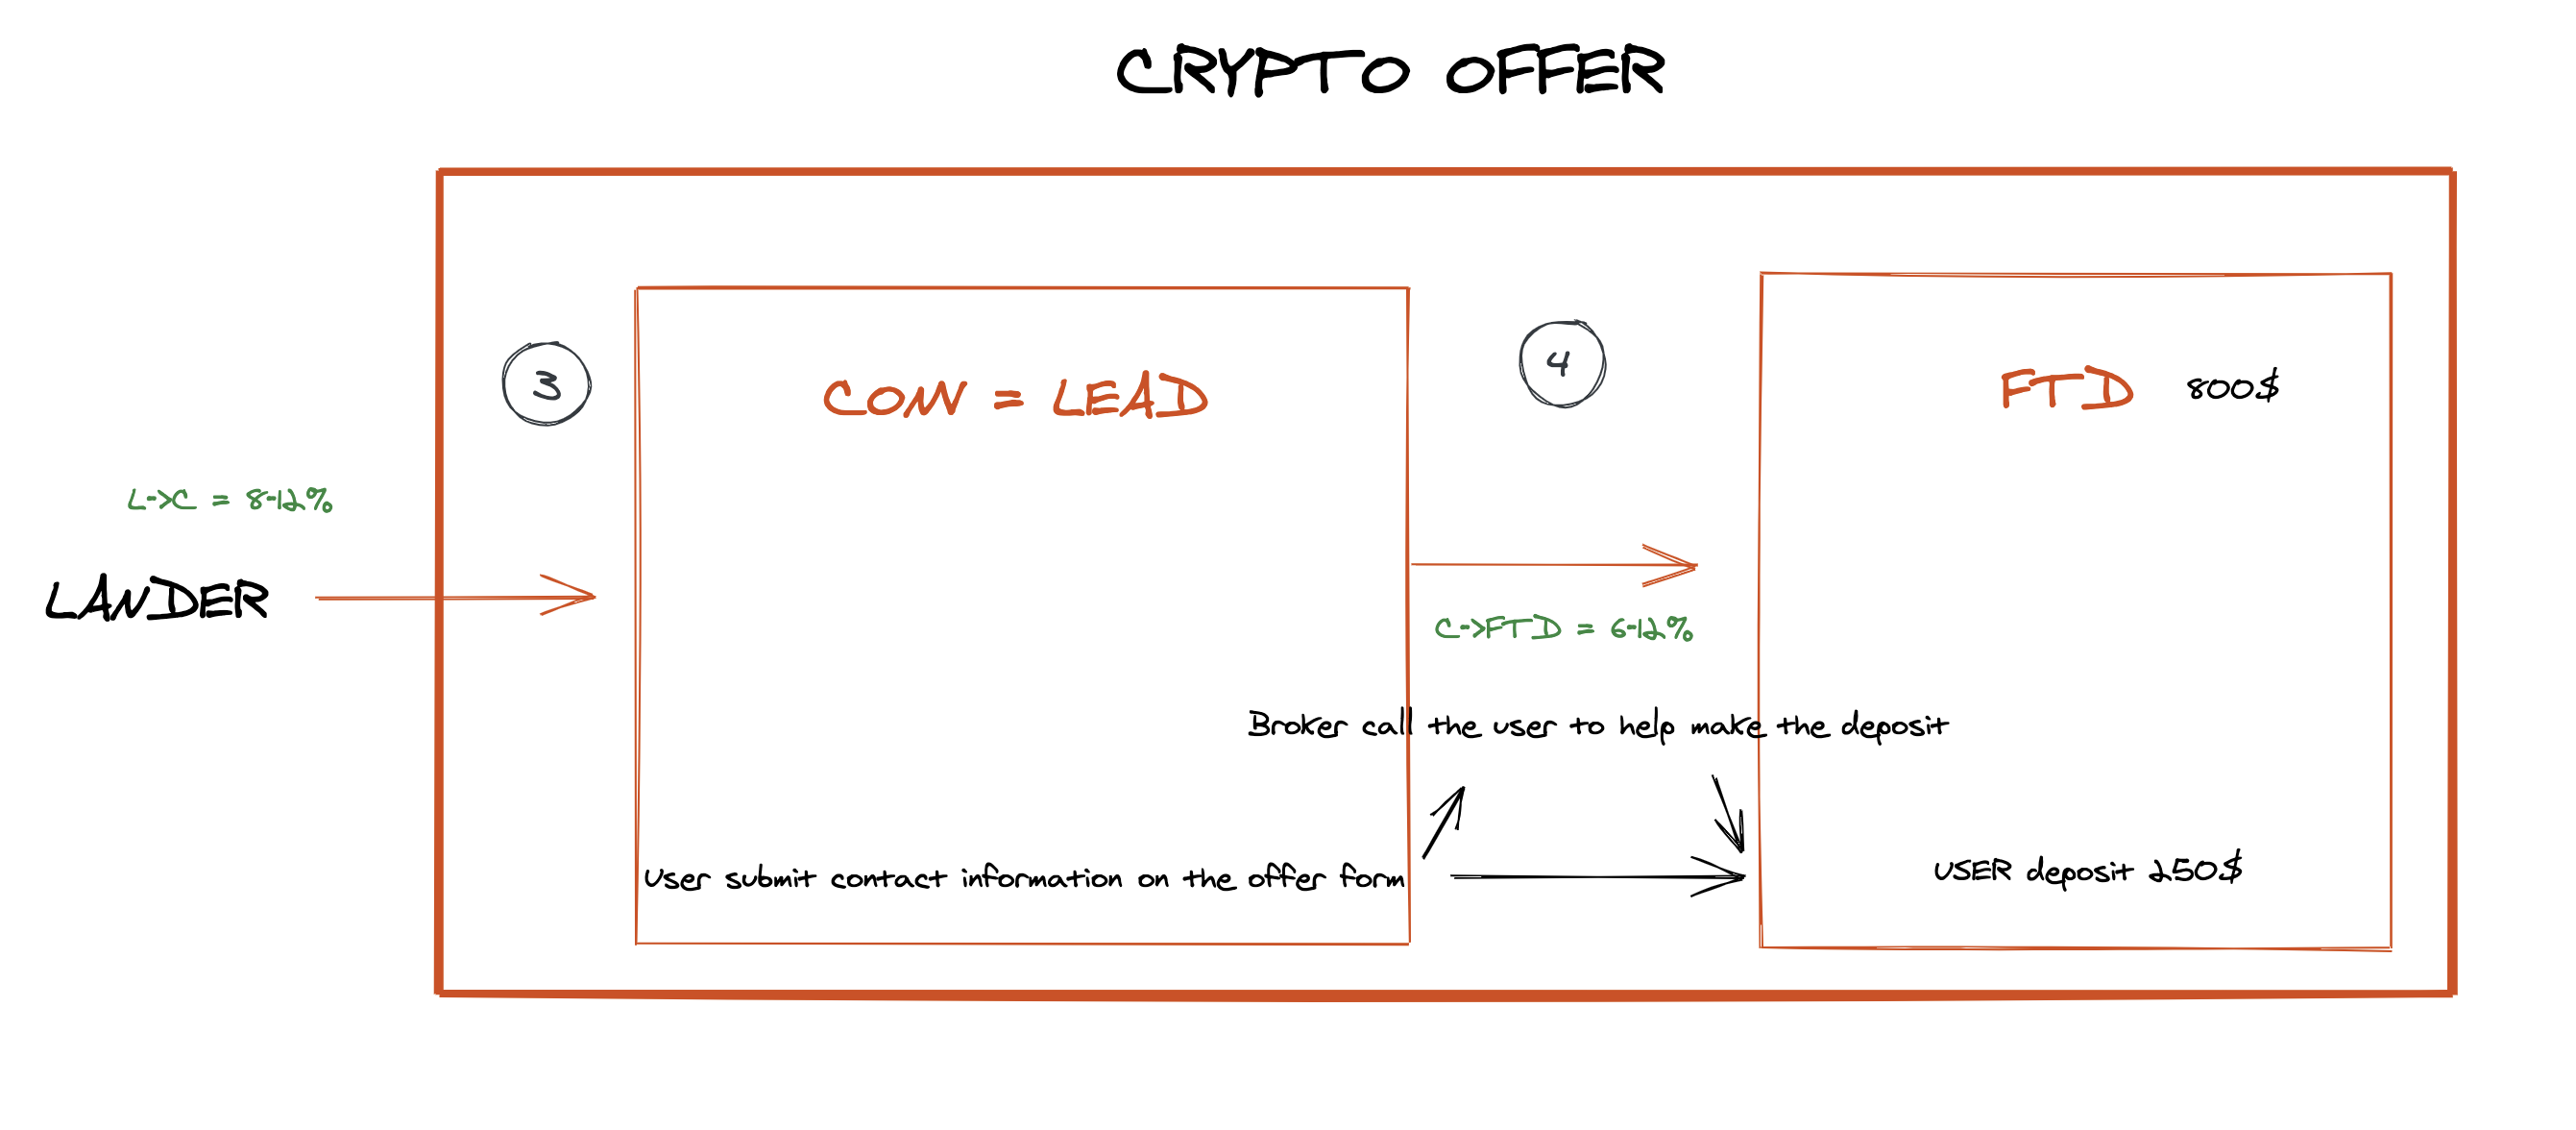 CRYPTO OFFER
3
CONV = LEAD
4
FTD 800$
L->C = 8-12%
LANDER
C->FTD = 6-12%
Broker call the user to help make the deposit
User submit contact information on the offer form
USER deposit 250$